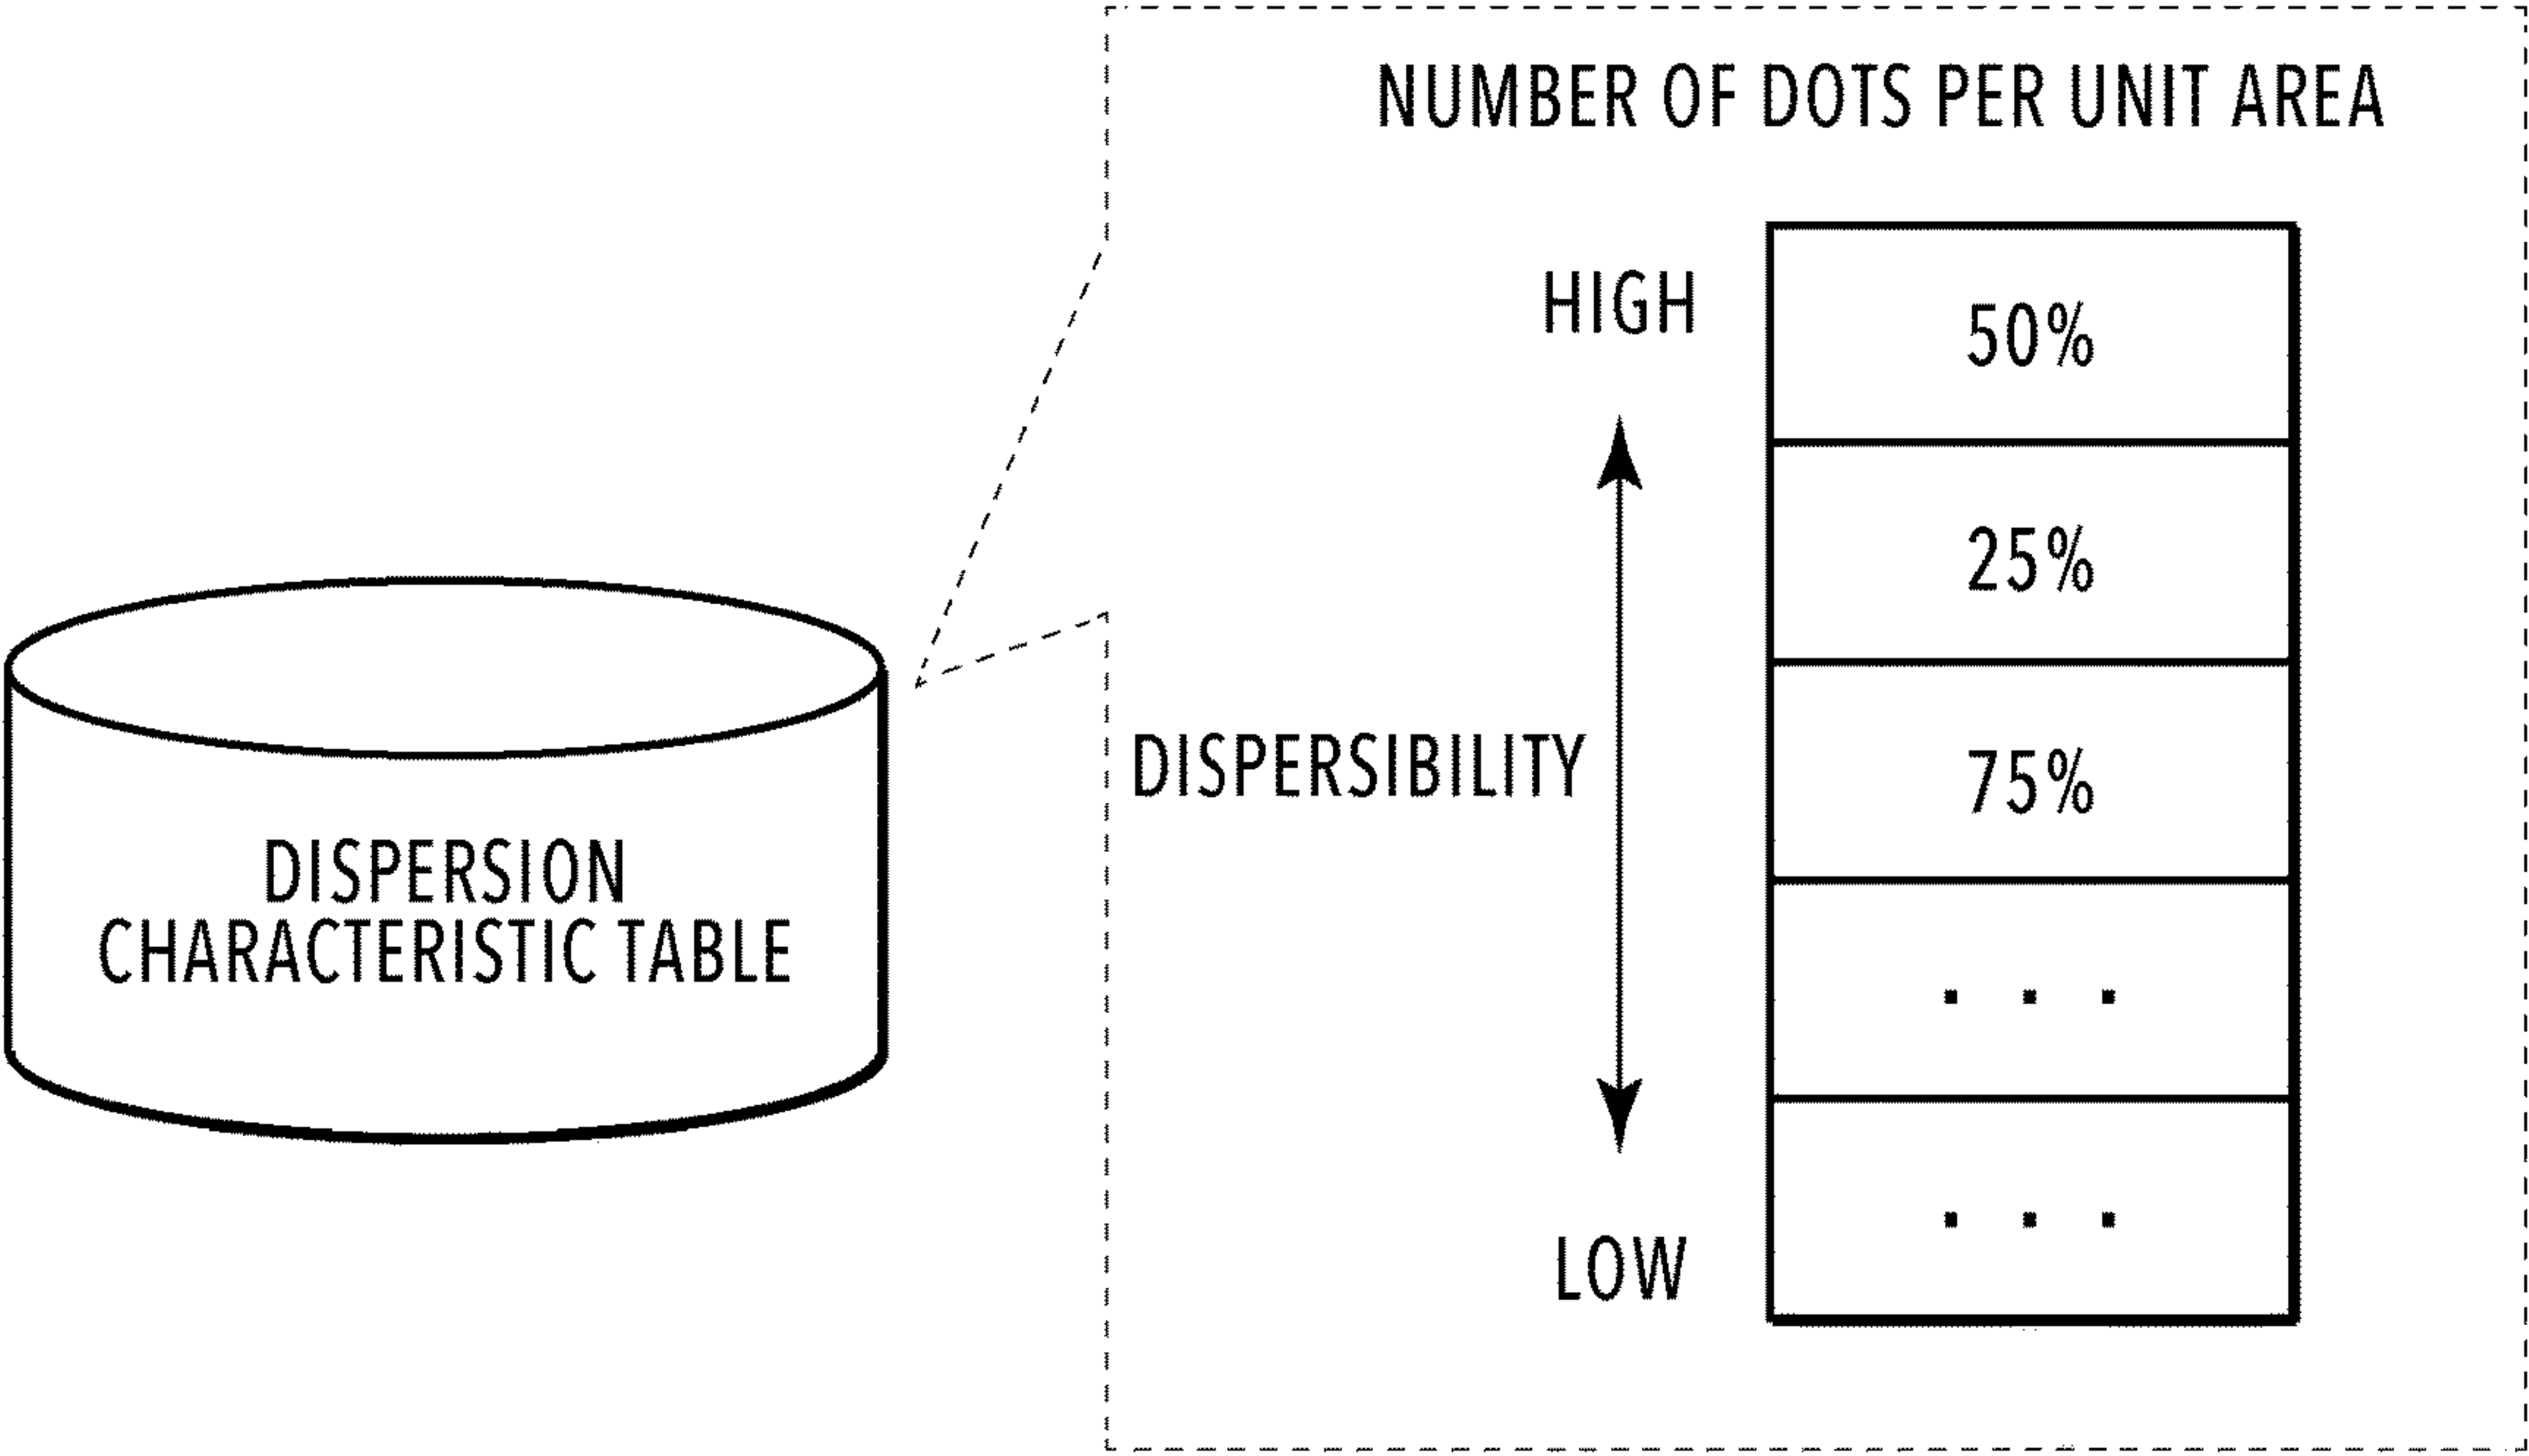 NUMBER OF DOTS PER UNIT AREA
HIGH
50%
25%
DISPERSIBILITY
75%
. . .
. . .
LOW
DISPERSION
CHARACTERISTIC TABLE